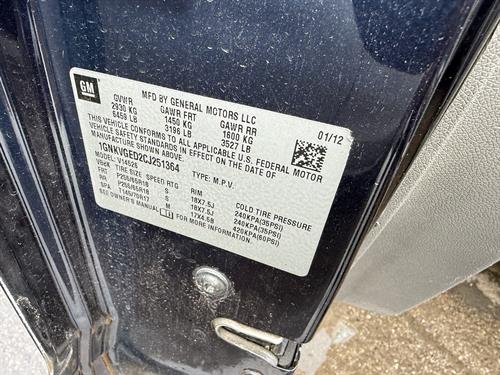 GM
MFD BY GENERAL MOTORS LLC
01/12
GVWR GAWR FRT GAWR RR
2930 KG 1450 KG 1600 KG
6459 LB 3196 LB 3527 LB
THIS VEHICLE CONFORMS TO ALL APPLICABLE U.S. FEDERAL MOTOR
VEHICLE SAFETY STANDARDS IN EFFECT ON THE DATE OF
MANUFACTURE SHOWN ABOVE.
1GNKVGED2CJ251364 TYPE: M.P.V.
V14526
TIRE SIZE SPEED RTG RIM COLD TIRE PRESSURE
FRT P255/65R18 S 18X7.5J 240KPA(35PSI)
RR P255/65R18 S 18X7.5J 240KPA(35PSI)
SPA T145/70R17 M 17X4.5B 420KPA(60PSI)
SEE OWNER'S MANUAL FOR MORE INFORMATION.